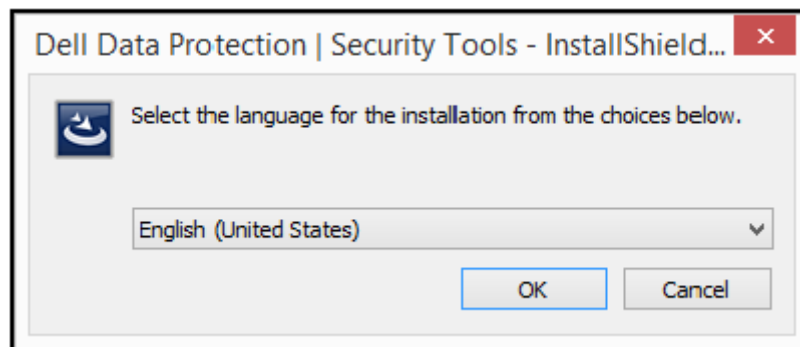 Dell Data Protection | Security Tools - InstallShield...
Select the language for the installation from the choices below.
English (United States)
OK
Cancel